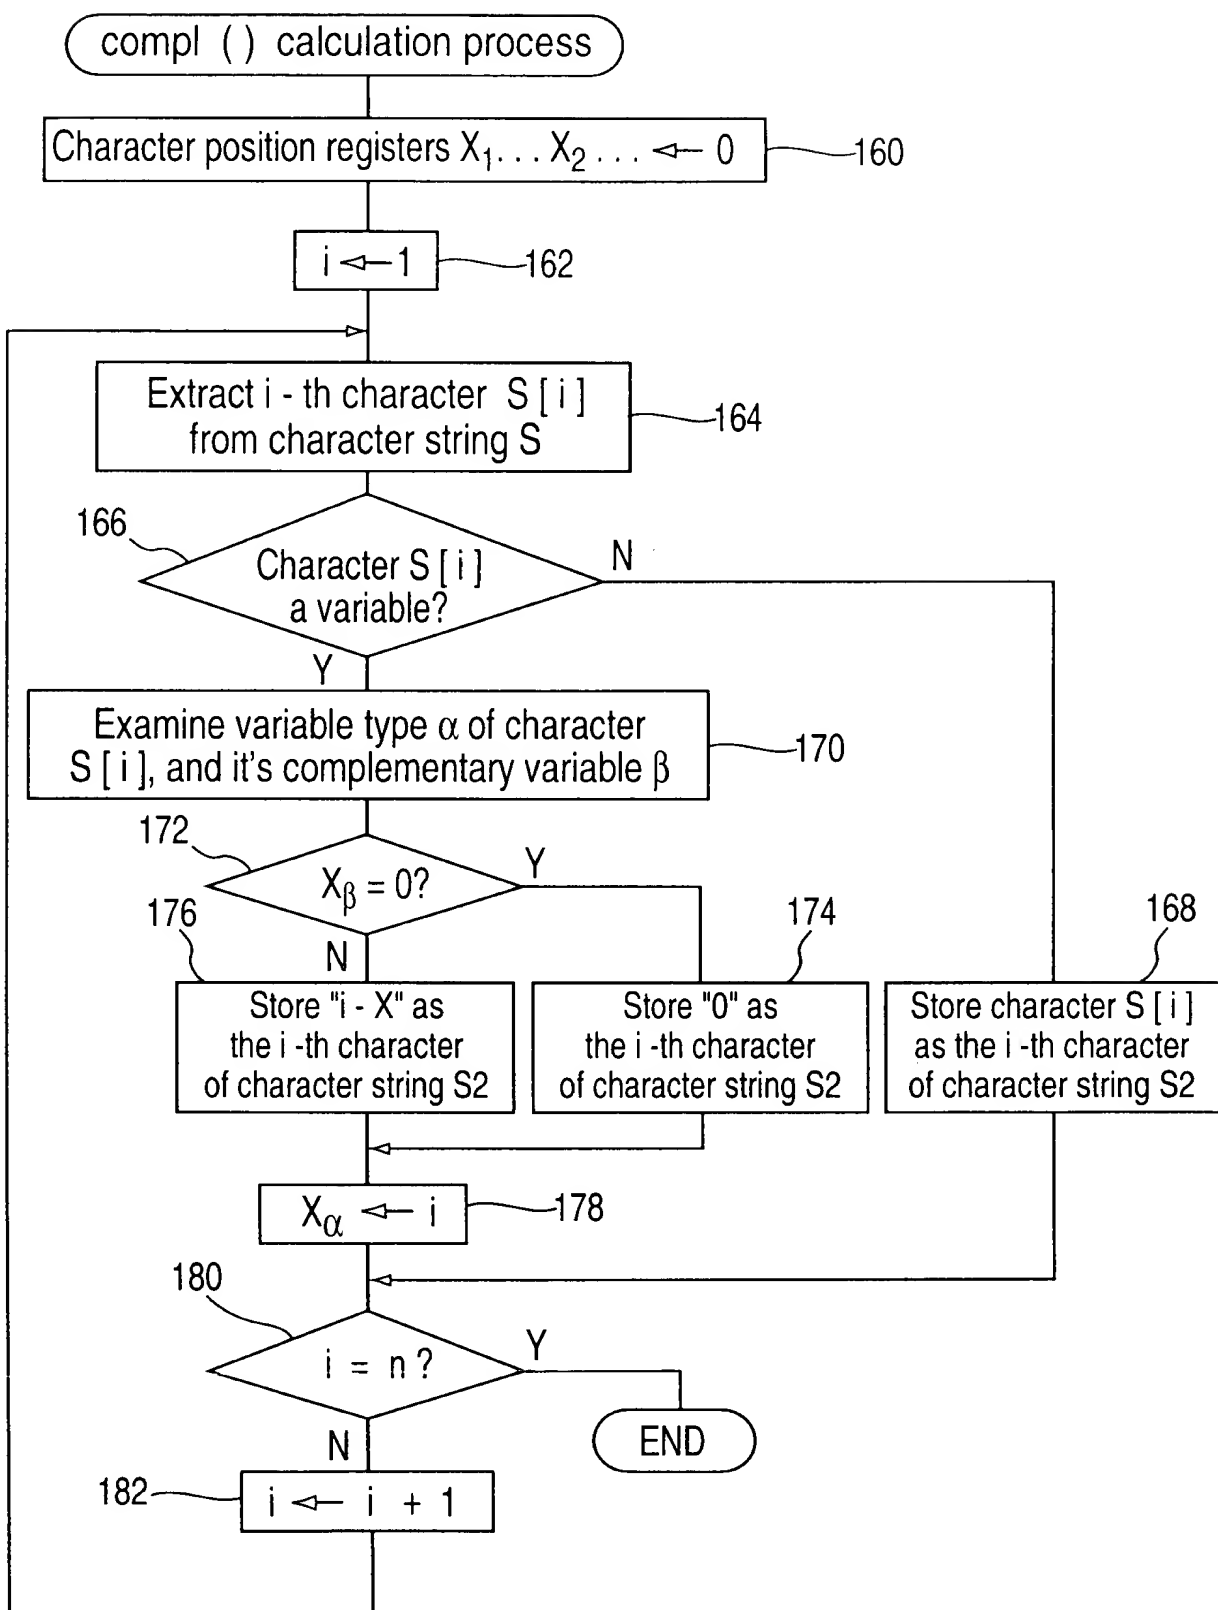 compl ( ) calculation process
Character position registers X1... X2 ... ← 0
160
i ← 1
162
Extract i - th character S [ i ]
from character string S
164
166
Character S [ i ]
a variable?
N
Y
Examine variable type α of character
S [ i ], and it's complementary variable β
170
172
Xβ = 0?
Y
N
176
174
168
Store "i - X" as
the i -th character
of character string S2
Store "0" as
the i -th character
of character string S2
Store character S [ i ]
as the i -th character
of character string S2
Xα ← i
178
180
i = n ?
Y
N
END
182
i ← i + 1